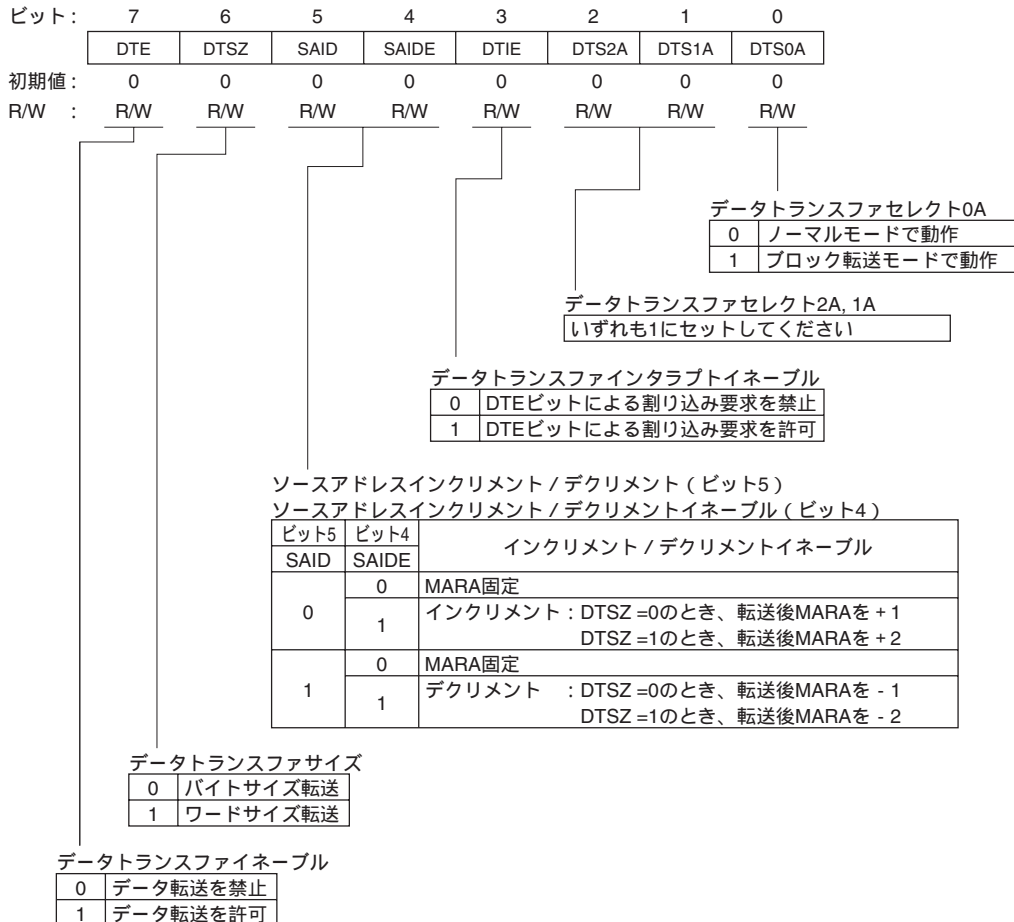 ビット : 7 6 5 4 3 2 1 0
DTE DTSZ SAID SAIDE DTIE DTS2A DTS1A DTS0A
初期値 : 0 0 0 0 0 0 0 0
R/W : R/W R/W R/W R/W R/W R/W R/W R/W
データトランスファセレクト0A
0 ノーマルモードで動作
1 ブロック転送モードで動作
データトランスファセレクト2A, 1A
いずれも1にセットしてください
データトランスファインタラプトイネーブル
0 DTEビットによる割り込み要求を禁止
1 DTEビットによる割り込み要求を許可
ソースアドレスインクリメント / デクリメント ( ビット5 )
ソースアドレスインクリメント / デクリメントイネーブル ( ビット4 )
ビット5 ビット4 インクリメント / デクリメントイネーブル
SAID SAIDE
0 0 MARA固定
1 インクリメント : DTSZ =0のとき、転送後MARAを + 1
DTSZ =1のとき、転送後MARAを + 2
1 0 MARA固定
1 デクリメント : DTSZ =0のとき、転送後MARAを - 1
DTSZ =1のとき、転送後MARAを - 2
データトランスファサイズ
0 バイトサイズ転送
1 ワードサイズ転送
データトランスファイネーブル
0 データ転送を禁止
1 データ転送を許可